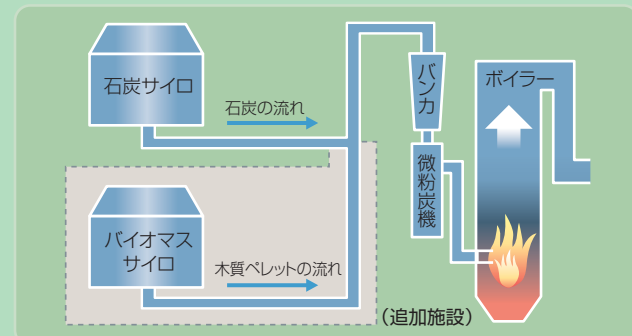 石炭サイロ
石炭の流れ
バンカ
ボイラー
微粉炭機
バイオマス
サイロ
木質ペレットの流れ
(追加施設)